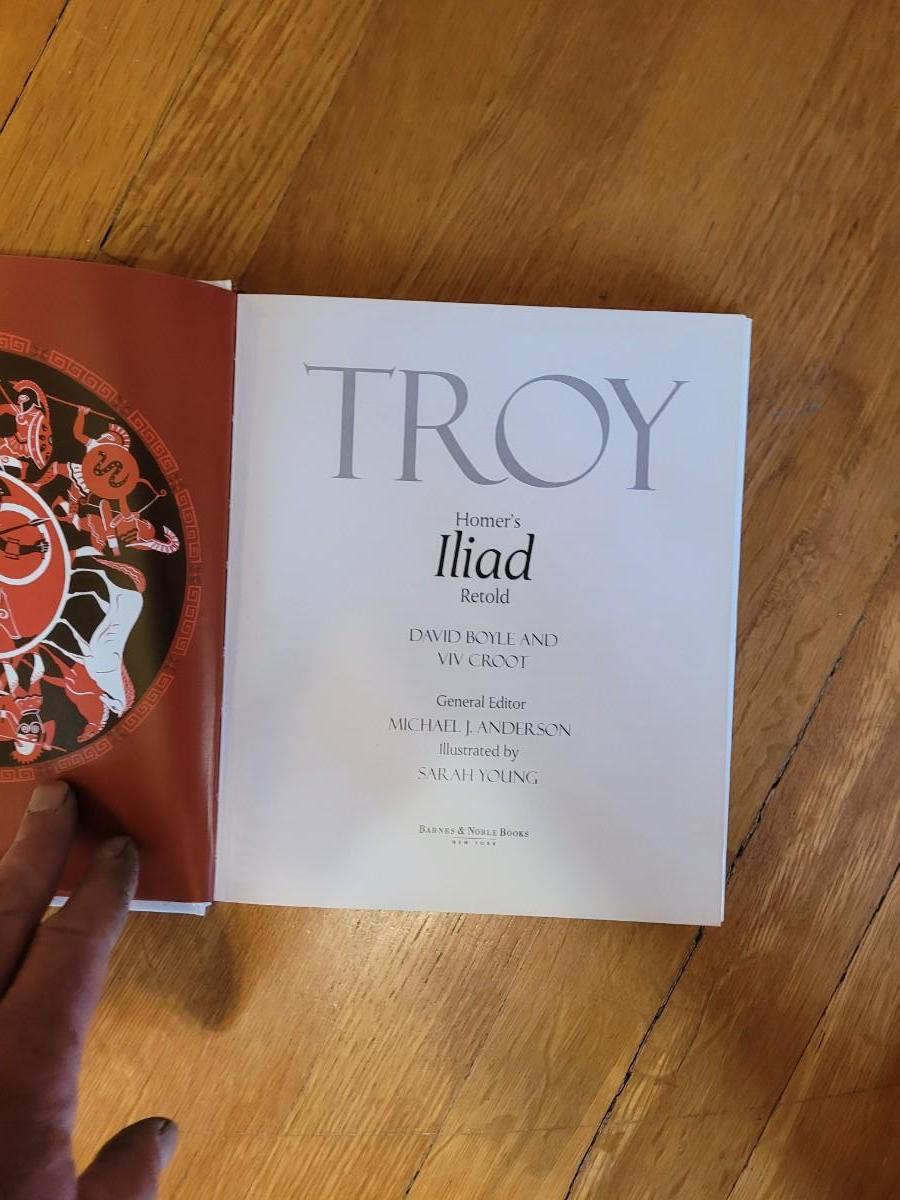 TROY
Homer's
Iliad
Retold
DAVID BOYLE AND
VIV CROOT
General Editor
MICHAEL J. ANDERSON
Illustrated by
SARAH YOUNG
BARNES & NOBLE BOOKS
NEW YORK